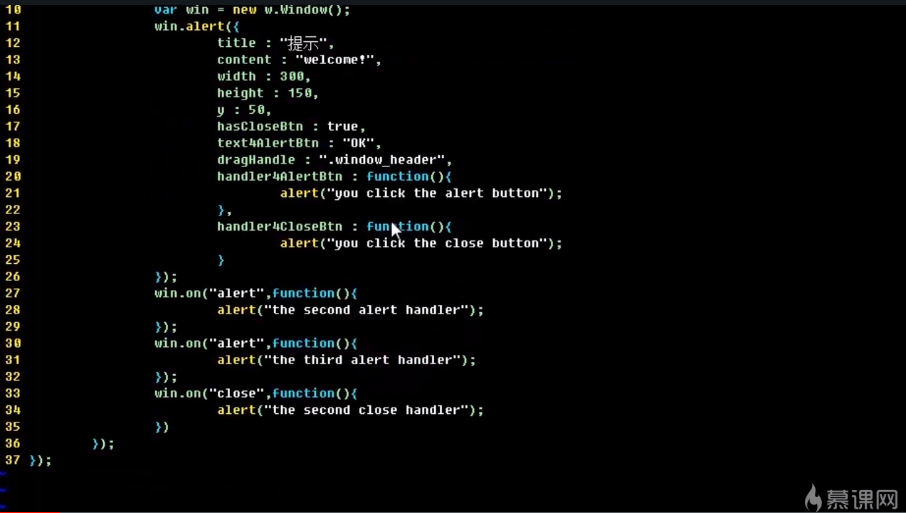 10 var win = new w.Window();
11 win.alert({
12 title : "提示",
13 content : "welcome!",
14 width : 300,
15 height : 150,
16 y : 50,
17 hasCloseBtn : true,
18 text4AlertBtn : "OK",
19 dragHandle : ".window_header",
20 handler4AlertBtn : function(){
21 alert("you click the alert button");
22 },
23 handler4CloseBtn : function(){
24 alert("you click the close button");
25 }
26 });
27 win.on("alert",function(){
28 alert("the second alert handler");
29 });
30 win.on("alert",function(){
31 alert("the third alert handler");
32 });
33 win.on("close",function(){
34 alert("the second close handler");
35 })
36 });
37 });
慕课网